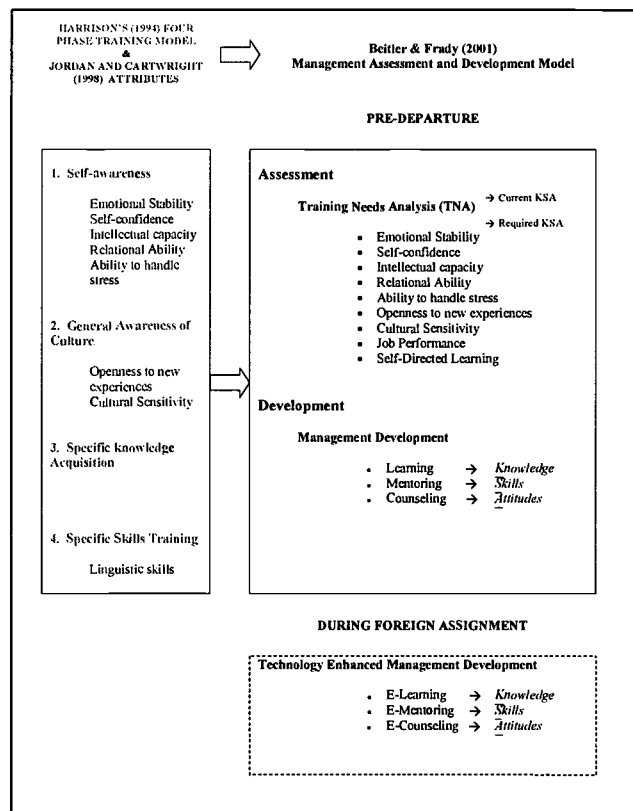 HARRISON'S (1994) FOUR
PHASE TRAINING MODEL
&
JORDAN AND CARTWRIGHT
(1998) ATTRIBUTES
Beitler & Frady (2001)
Management Assessment and Development Model
PRE-DEPARTURE
1. Self-awareness
Emotional Stability
Self-confidence
Intellectual capacity
Relational Ability
Ability to handle
stress
2. General Awareness of
Culture
Openness to new
experiences
Cultural Sensitivity
3. Specific knowledge
Acquisition
4. Specific Skills Training
Linguistic skills
Assessment
Training Needs Analysis (TNA)
→ Current KSA
→ Required KSA
• Emotional Stability
• Self-confidence
• Intellectual capacity
• Relational Ability
• Ability to handle stress
• Openness to new experiences
• Cultural Sensitivity
• Job Performance
• Self-Directed Learning
Development
Management Development
• Learning → Knowledge
• Mentoring → Skills
• Counseling → Attitudes
DURING FOREIGN ASSIGNMENT
Technology Enhanced Management Development
• E-Learning → Knowledge
• E-Mentoring → Skills
• E-Counseling → Attitudes